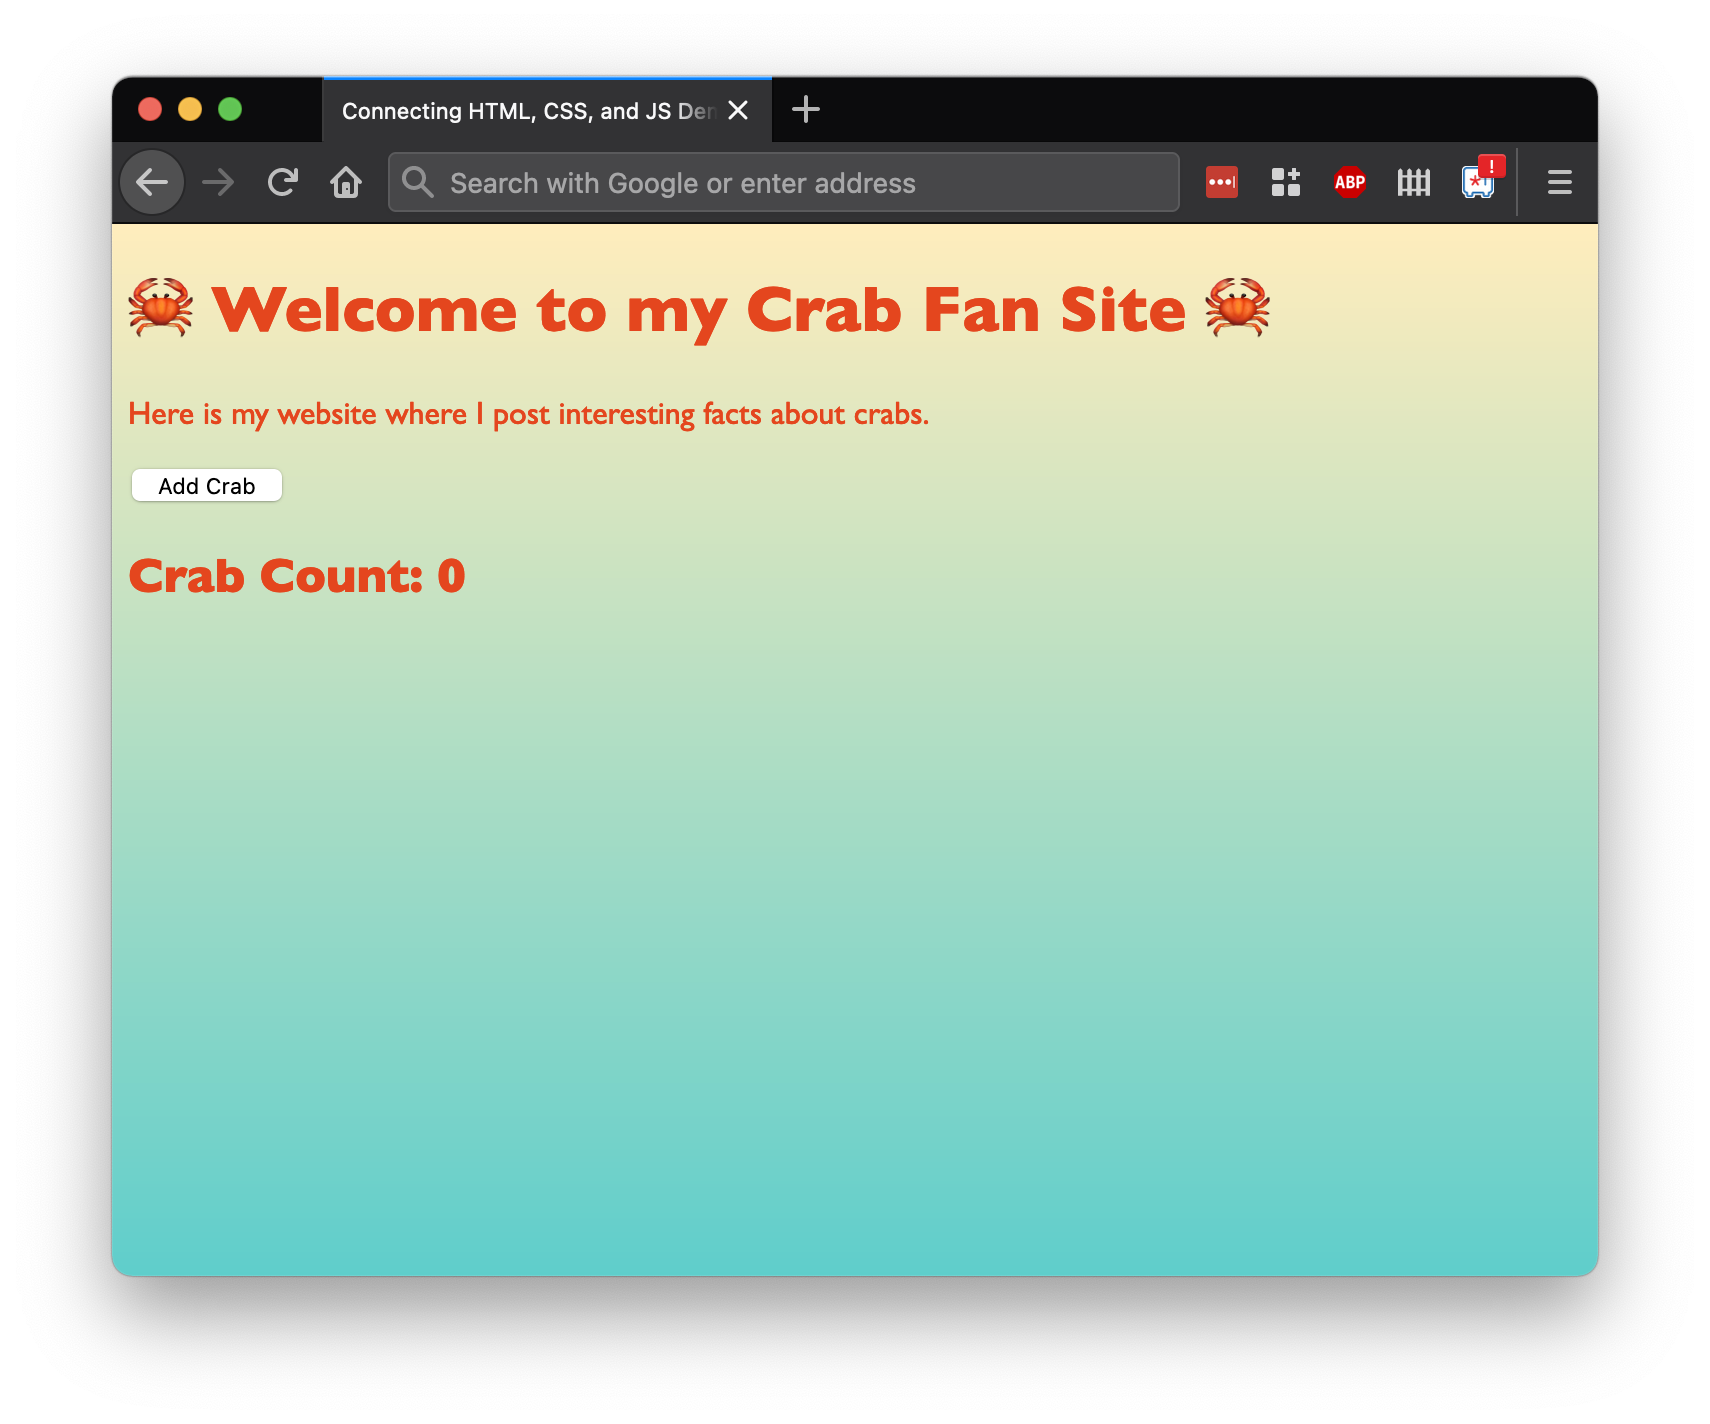 Connecting HTML, CSS, and JS Dem
Search with Google or enter address
ABP
!
🦀 Welcome to my Crab Fan Site 🦀
Here is my website where I post interesting facts about crabs.
Add Crab
Crab Count: 0